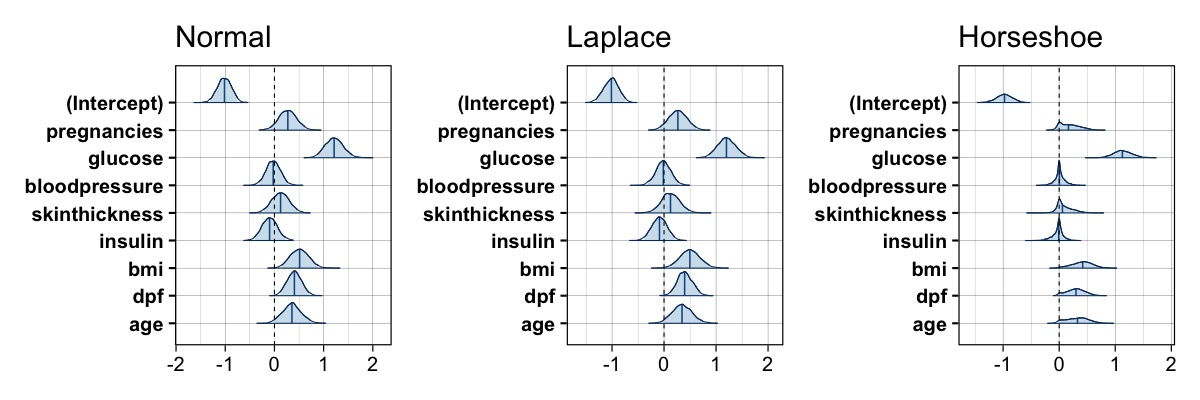 Normal
(Intercept)
pregnancies
glucose
bloodpressure
skinthickness
insulin
bmi
dpf
age
-2 -1 0 1 2
Laplace
(Intercept)
pregnancies
glucose
bloodpressure
skinthickness
insulin
bmi
dpf
age
-1 0 1 2
Horseshoe
(Intercept)
pregnancies
glucose
bloodpressure
skinthickness
insulin
bmi
dpf
age
-1 0 1 2